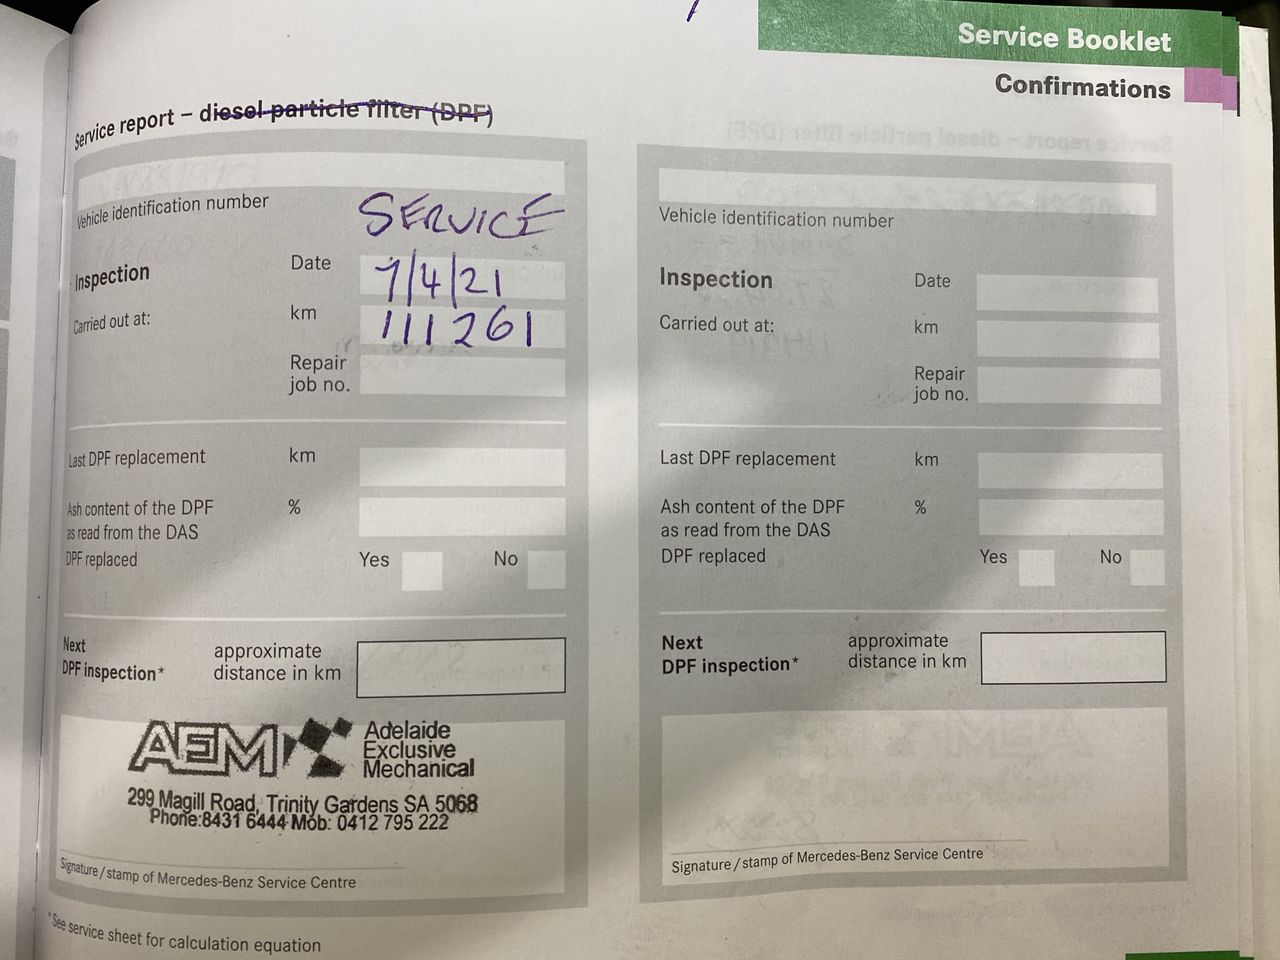 Service Booklet
Confirmations
Service report – diesel particle filter (DPF)
Vehicle identification number
SERVICE
Inspection
Date
7/4/21
Carried out at:
km
111261
Repair
job no.
Last DPF replacement
km
Ash content of the DPF
%
as read from the DAS
DPF replaced
Yes
No
Next
DPF inspection*
approximate
distance in km
AEM
Adelaide
Exclusive
Mechanical
299 Magill Road, Trinity Gardens SA 5068
Phone:8431 6444 Mob: 0412 795 222
Signature / stamp of Mercedes-Benz Service Centre
*See service sheet for calculation equation
Vehicle identification number
Inspection
Date
Carried out at:
km
Repair
job no.
Last DPF replacement
km
Ash content of the DPF
%
as read from the DAS
DPF replaced
Yes
No
Next
DPF inspection*
approximate
distance in km
Signature / stamp of Mercedes-Benz Service Centre